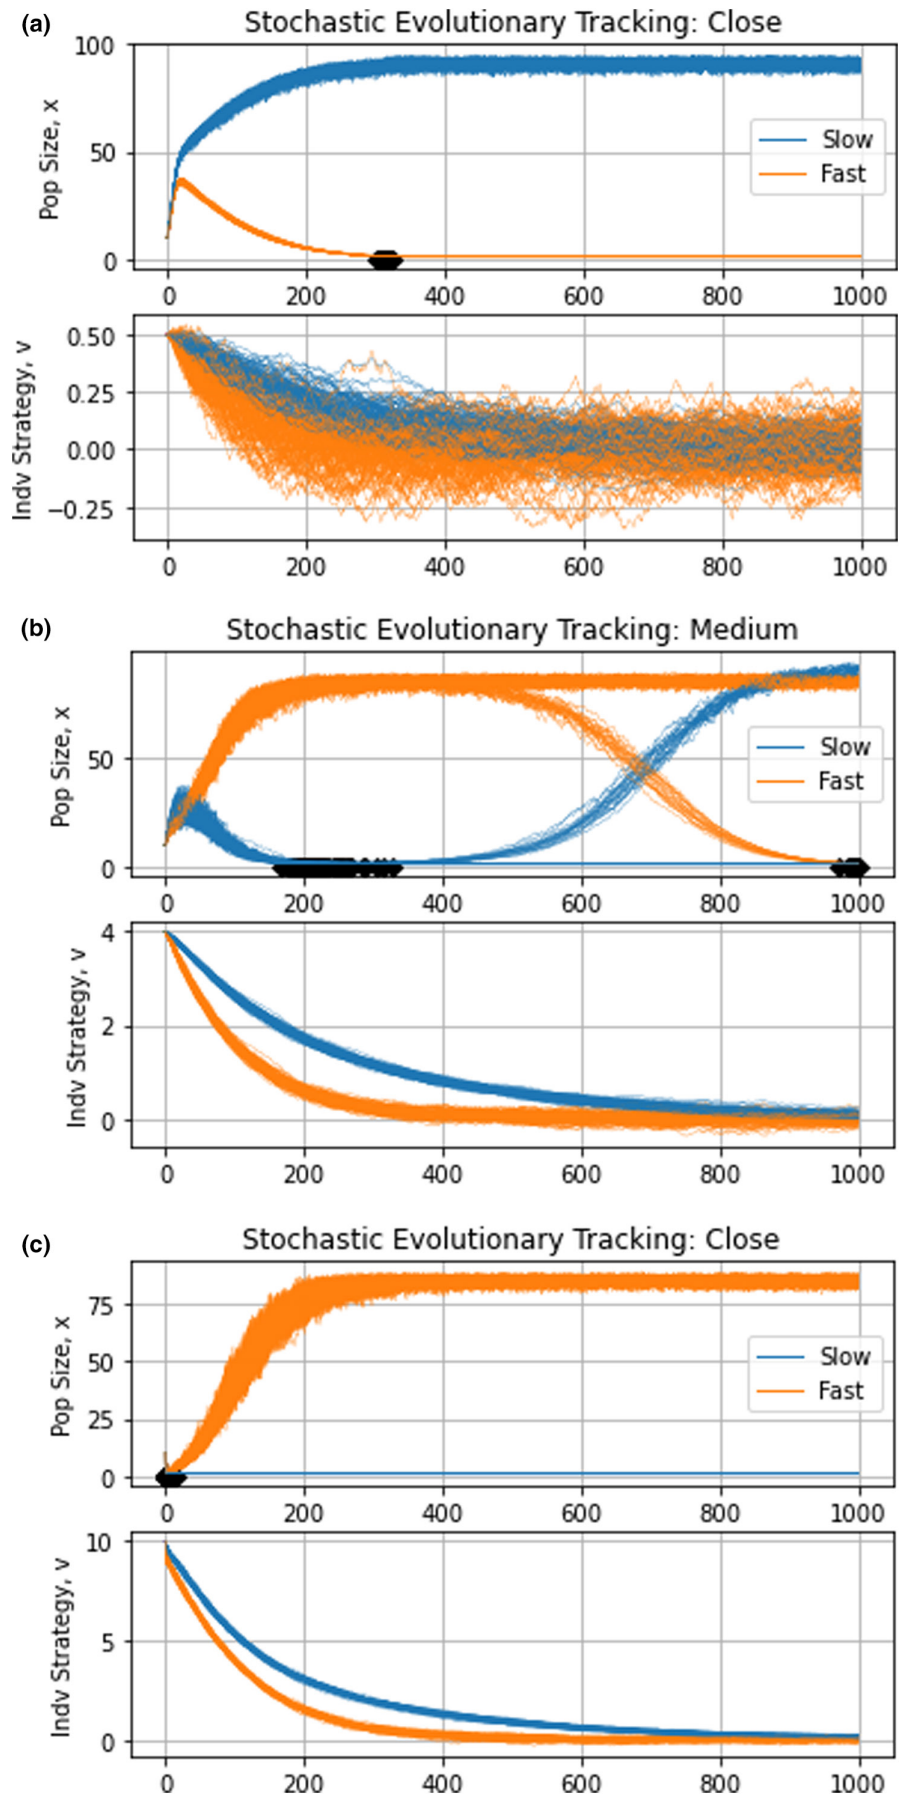 (a)
Stochastic Evolutionary Tracking: Close
100
50
0
Pop Size, x
Slow
Fast
0 200 400 600 800 1000
0.50
0.25
0.00
−0.25
Indv Strategy, v
0 200 400 600 800 1000
(b)
Stochastic Evolutionary Tracking: Medium
50
0
Pop Size, x
Slow
Fast
0 200 400 600 800 1000
4
2
0
Indv Strategy, v
0 200 400 600 800 1000
(c)
Stochastic Evolutionary Tracking: Close
75
50
25
0
Pop Size, x
Slow
Fast
0 200 400 600 800 1000
10
5
0
Indv Strategy, v
0 200 400 600 800 1000